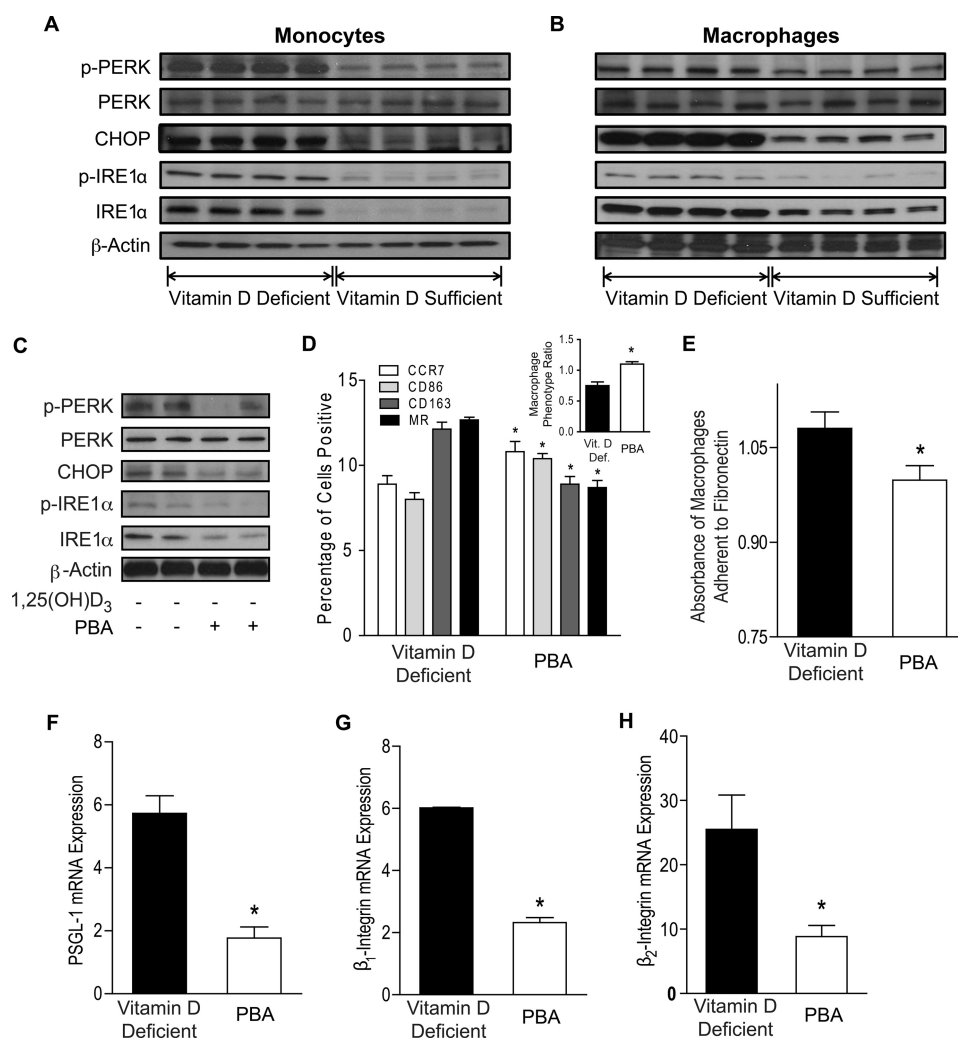 A
Monocytes
p-PERK
PERK
CHOP
p-IRE1α
IRE1α
β-Actin
Vitamin D Deficient
Vitamin D Sufficient
B
Macrophages
Vitamin D Deficient
Vitamin D Sufficient
C
p-PERK
PERK
CHOP
p-IRE1α
IRE1α
β-Actin
1,25(OH)D3 - - - -
PBA - - + +
D
Percentage of Cells Positive
15
10
5
0
CCR7
CD86
CD163
MR
* * * *
Vitamin D
Deficient
PBA
Macrophage
Phenotype Ratio
1.5
1.0
0.5
0.0
*
Vit. D
Def.
PBA
E
Absorbance of Macrophages
Adherent to Fibronectin
1.05
0.90
0.75
*
Vitamin D
Deficient
PBA
F
PSGL-1 mRNA Expression
8
6
4
2
0
*
Vitamin D
Deficient
PBA
G
β1-Integrin mRNA Expression
8
6
4
2
0
*
Vitamin D
Deficient
PBA
H
β2-Integrin mRNA Expression
40
30
20
10
0
*
Vitamin D
Deficient
PBA